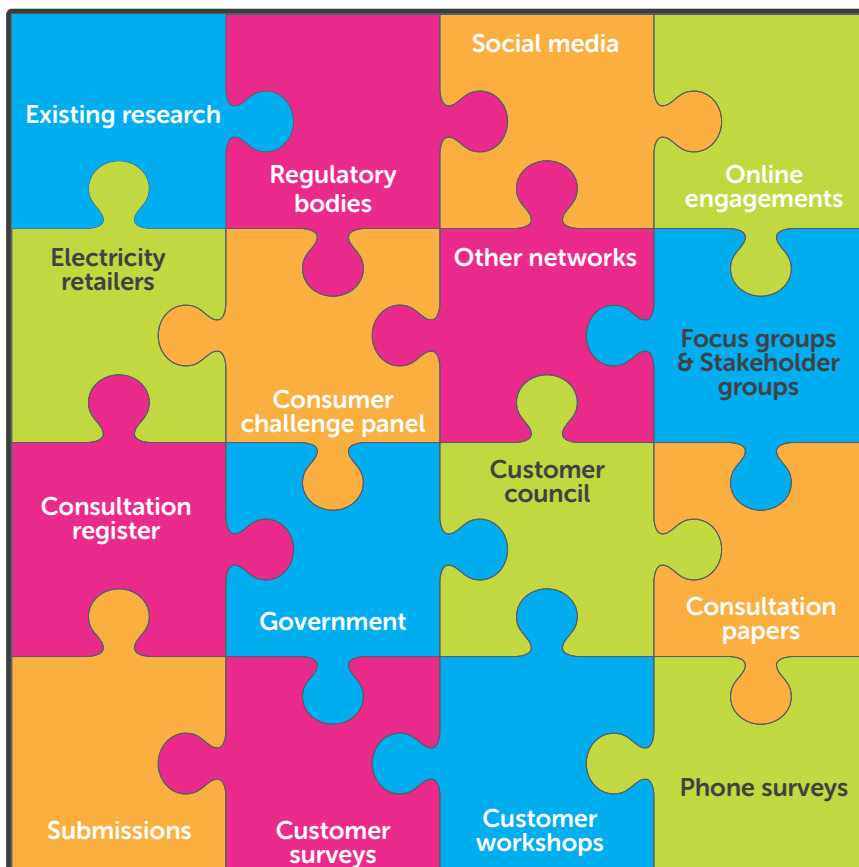 Existing research
Regulatory
bodies
Social media
Online
engagements
Electricity
retailers
Consumer
challenge panel
Other networks
Focus groups
& Stakeholder
groups
Consultation
register
Government
Customer
council
Consultation
papers
Submissions
Customer
surveys
Customer
workshops
Phone surveys